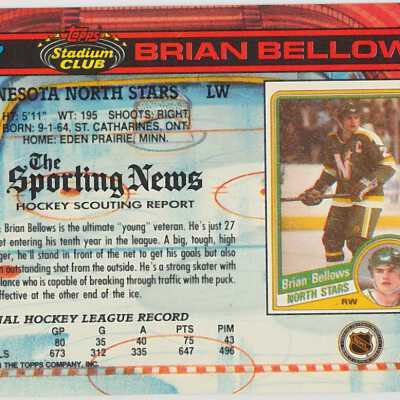 Topps
Stadium
CLUB
BRIAN BELLOW
NESOTA NORTH STARS LW
HT: 5'11" WT: 195 SHOOTS: RIGHT,
BORN: 9-1-64, ST. CATHARINES, ONT.
HOME: EDEN PRAIRIE, MINN.
The
Sporting News
HOCKEY SCOUTING REPORT
Brian Bellows is the ultimate "young" veteran. He's just 27
et entering his tenth year in the league. A big, tough, high
ger, he'll stand in front of the net to get his goals but also
an outstanding shot from the outside. He's a strong skater with
lance who is capable of breaking through traffic with the puck.
ffective at the other end of the ice.
NAL HOCKEY LEAGUE RECORD
GP G A PTS PIM
80 35 40 75 43
LS 673 312 335 647 496
THE TOPPS COMPANY, INC.
Brian Bellows
NORTH STARS
RW